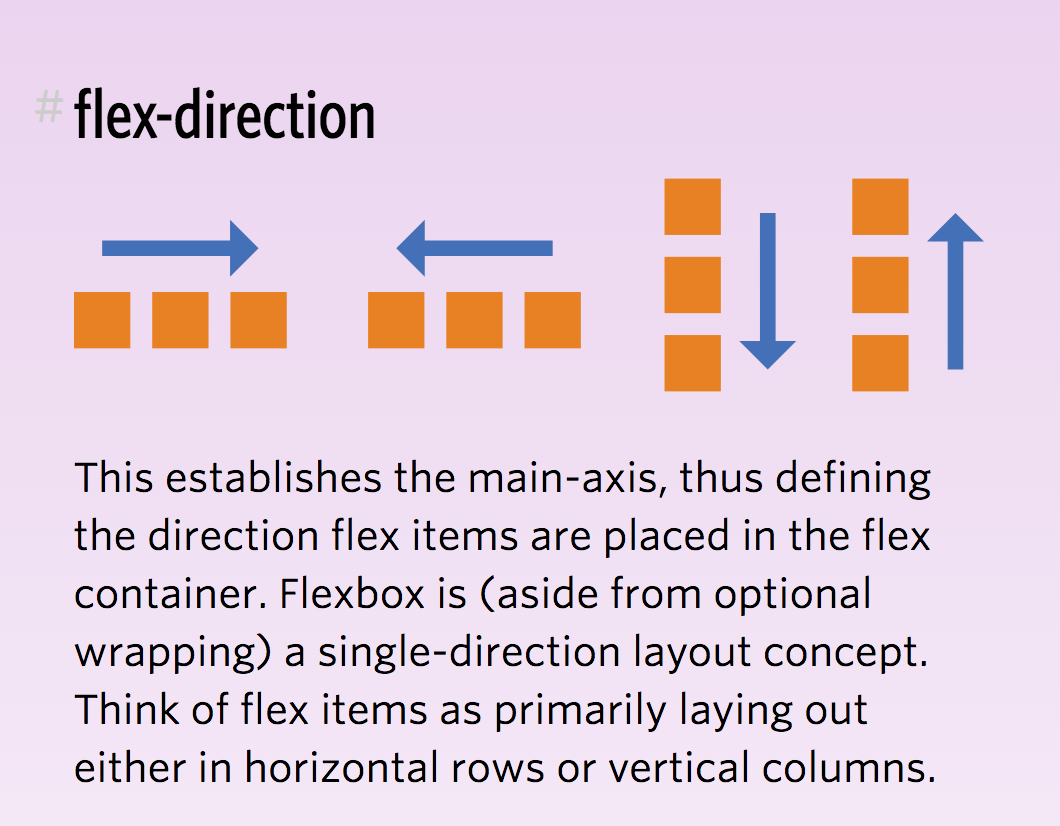 # flex-direction
This establishes the main-axis, thus defining
the direction flex items are placed in the flex
container. Flexbox is (aside from optional
wrapping) a single-direction layout concept.
Think of flex items as primarily laying out
either in horizontal rows or vertical columns.